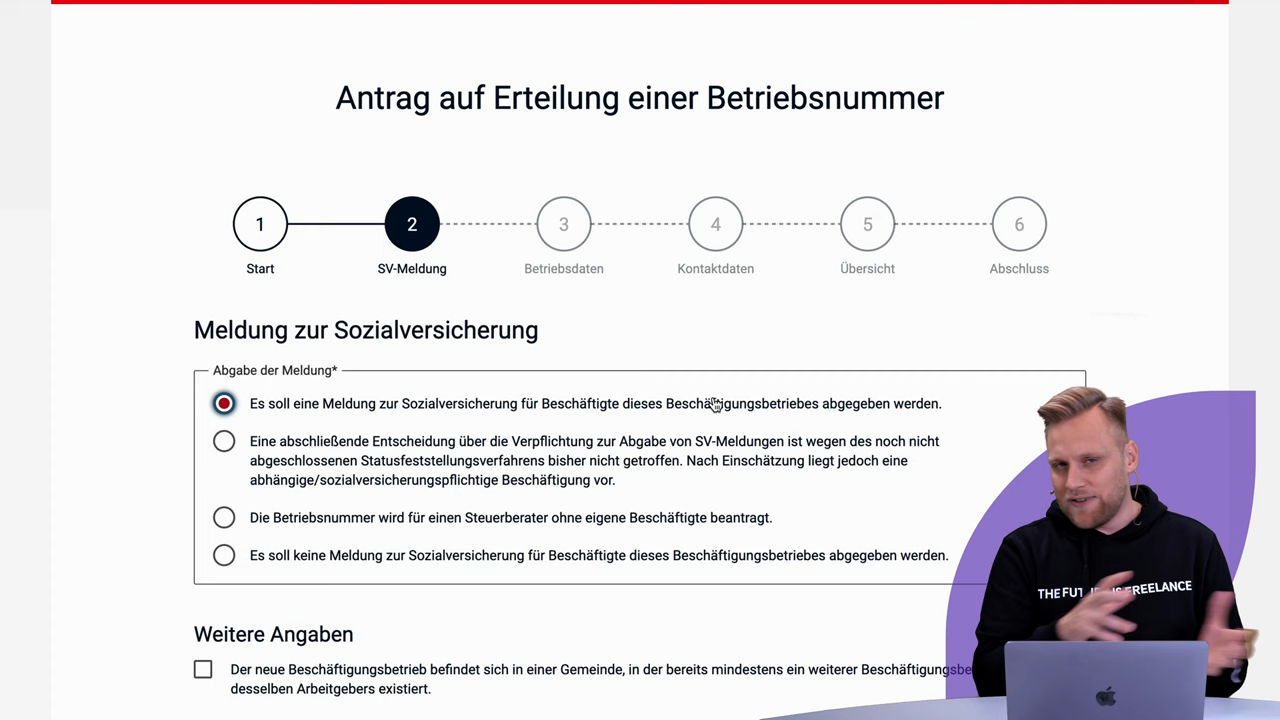 Antrag auf Erteilung einer Betriebsnummer
1
2
3
4
5
6
Start
SV-Meldung
Betriebsdaten
Kontaktdaten
Übersicht
Abschluss
Meldung zur Sozialversicherung
Abgabe der Meldung*
Es soll eine Meldung zur Sozialversicherung für Beschäftigte dieses Beschäftigungsbetriebes abgegeben werden.
Eine abschließende Entscheidung über die Verpflichtung zur Abgabe von SV-Meldungen ist wegen des noch nicht
abgeschlossenen Statusfeststellungsverfahrens bisher nicht getroffen. Nach Einschätzung liegt jedoch eine
abhängige/sozialversicherungspflichtige Beschäftigung vor.
Die Betriebsnummer wird für einen Steuerberater ohne eigene Beschäftigte beantragt.
Es soll keine Meldung zur Sozialversicherung für Beschäftigte dieses Beschäftigungsbetriebes abgegeben werden.
Weitere Angaben
Der neue Beschäftigungsbetrieb befindet sich in einer Gemeinde, in der bereits mindestens ein weiterer
desselben Arbeitgebers existiert.
THE FREELANCE